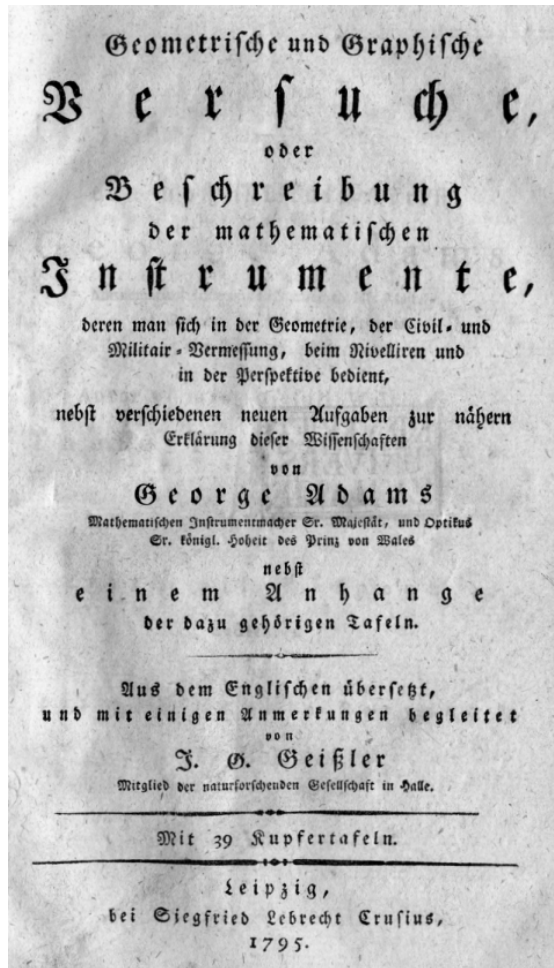 Geometrische und Graphische
Versuche,
oder
Beschreibung
der mathematischen
Instrumente,
deren man sich in der Geometrie, der Civil- und
Militair-Vermessung, beim Nivelliren und
in der Perspektive bedient,
nebst verschiedenen neuen Aufgaben zur nähern
Erklärung dieser Wissenschaften
von
George Adams
Mathematischen Instrumentmacher Sr. Majestät, und Optikus
Sr. königl. Hoheit des Prinz von Wales
nebst
einem Anhange
der dazu gehörigen Tafeln.
Aus dem Englischen übersetzt,
und mit einigen Anmerkungen begleitet
von
J. G. Geißler
Mitglied der naturforschenden Gesellschaft in Halle.
Mit 39 Kupfertafeln.
Leipzig,
bei Siegfried Lebrecht Crusius,
1795.